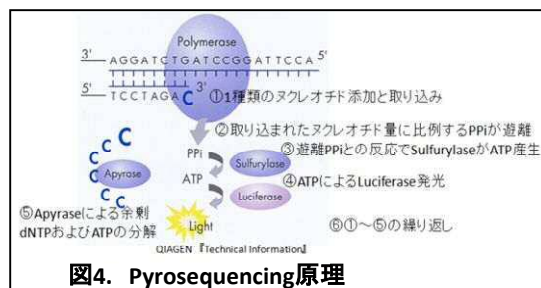 Polymerase
3' AGGATCTGATCCGGATTCCA 5'
TCCTAGAC 3'
①1種類のヌクレオチド添加と取り込み
②取り込まれたヌクレオチド量に比例するPPiが遊離
③遊離PPiとの反応でSulfurylaseがATP産生
C C C C C
PPi
Sulfurylase
Apyrase
ATP
④ATPによるLuciferase発光
Luciferase
⑤Apyraseによる余剰
dNTPおよびATPの分解
Light
⑥①～⑤の繰り返し
QIAGEN 『Technical Information』
図4. Pyrosequencing原理